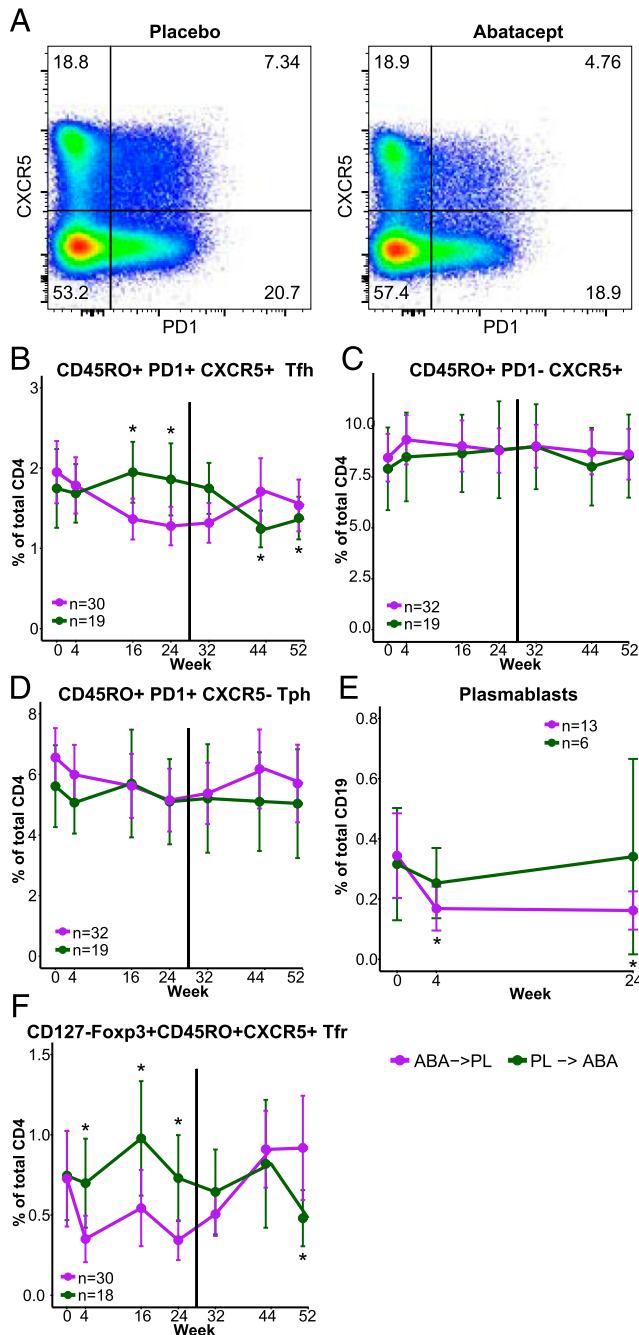 A
Placebo
Abatacept
18.8
7.34
18.9
4.76
CXCR5
CXCR5
53.2
20.7
57.4
18.9
PD1
PD1
B
CD45RO+ PD1+ CXCR5+ Tfh
3
2
1
0
% of total CD4
*
*
*
*
n=30
n=19
0 4 16 24 32 44 52
Week
C
CD45RO+ PD1- CXCR5+
10.0
7.5
5.0
2.5
0.0
% of total CD4
n=32
n=19
0 4 16 24 32 44 52
Week
D
CD45RO+ PD1+ CXCR5- Tph
8
6
4
2
0
% of total CD4
n=32
n=19
0 4 16 24 32 44 52
Week
E
Plasmablasts
0.8
0.6
0.4
0.2
0.0
% of total CD19
n=13
n=6
*
*
0 4 24
Week
F
CD127-Foxp3+CD45RO+CXCR5+ Tfr
1.5
1.0
0.5
0.0
% of total CD4
*
*
*
*
n=30
n=18
0 4 16 24 32 44 52
Week
ABA->PL
PL -> ABA